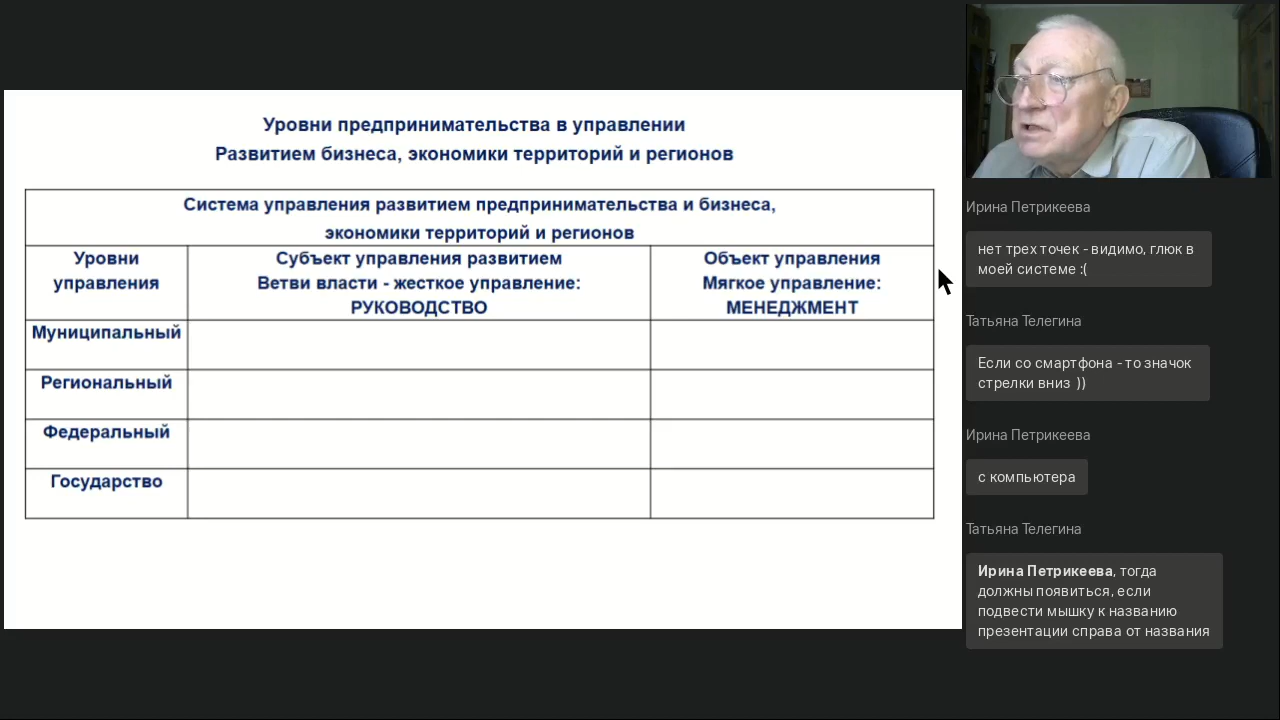 Уровни предпринимательства в управлении
Развитием бизнеса, экономики территорий и регионов
Система управления развитием предпринимательства и бизнеса,
экономики территорий и регионов
Уровни
управления
Субъект управления развитием
Ветви власти - жесткое управление:
РУКОВОДСТВО
Объект управления
Мягкое управление:
МЕНЕДЖМЕНТ
Муниципальный
Региональный
Федеральный
Государство
Ирина Петрикеева
нет трех точек - видимо, глюк в
моей системе :(
Татьяна Телегина
Если со смартфона - то значок
стрелки вниз ))
Ирина Петрикеева
с компьютера
Татьяна Телегина
Ирина Петрикеева, тогда
должны появиться, если
подвести мышку к названию
презентации справа от названия